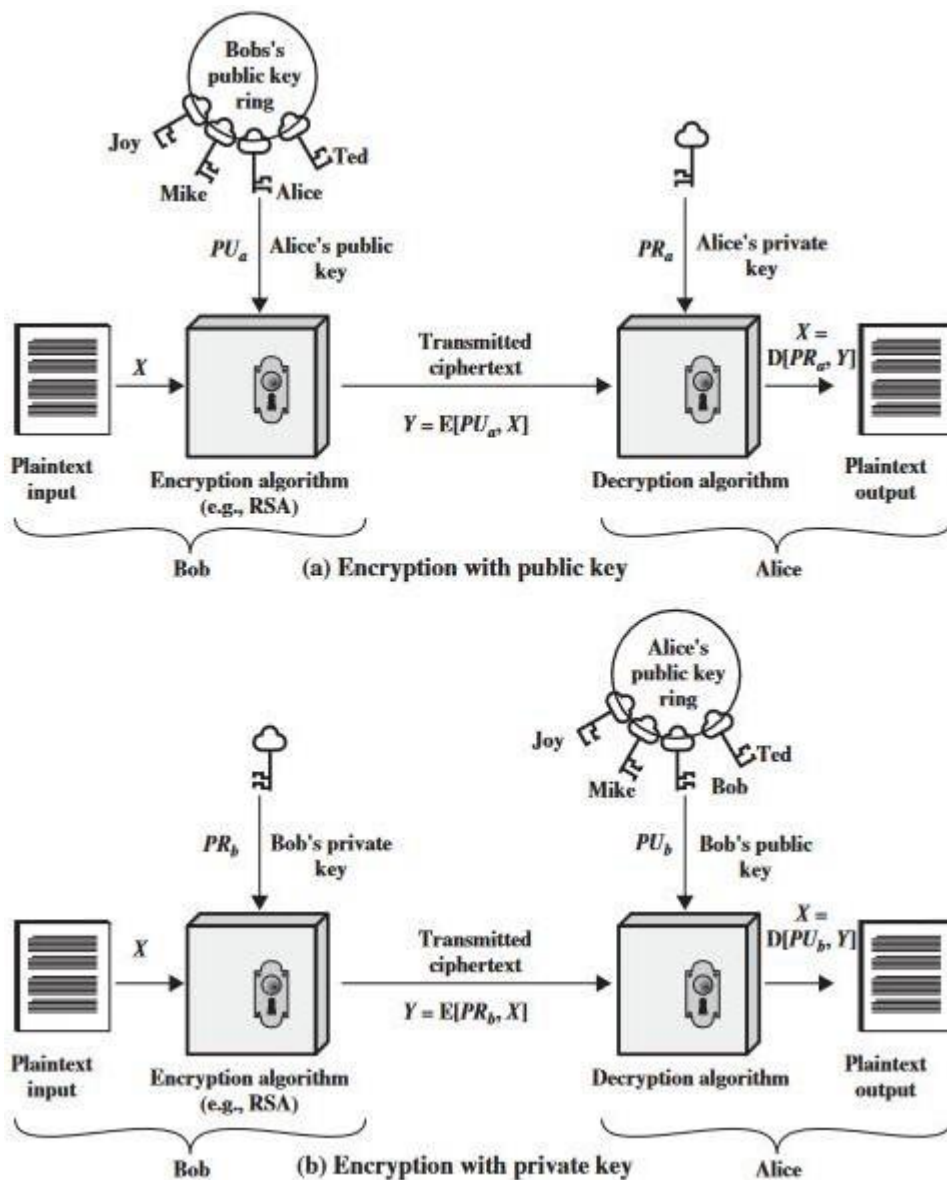 Bobs's
public key
ring
Joy
Ted
Mike
Alice
PUa
Alice's public
key
PRa
Alice's private
key
X
Transmitted
ciphertext
X =
D[PRa, Y]
Y = E[PUa, X]
Plaintext
input
Encryption algorithm
(e.g., RSA)
Decryption algorithm
Plaintext
output
Bob
(a) Encryption with public key
Alice
Alice's
public key
ring
Joy
Ted
Mike
Bob
PRb
Bob's private
key
PUb
Bob's public
key
X
Transmitted
ciphertext
X =
D[PUb, Y]
Y = E[PRb, X]
Plaintext
input
Encryption algorithm
(e.g., RSA)
Decryption algorithm
Plaintext
output
Bob
(b) Encryption with private key
Alice